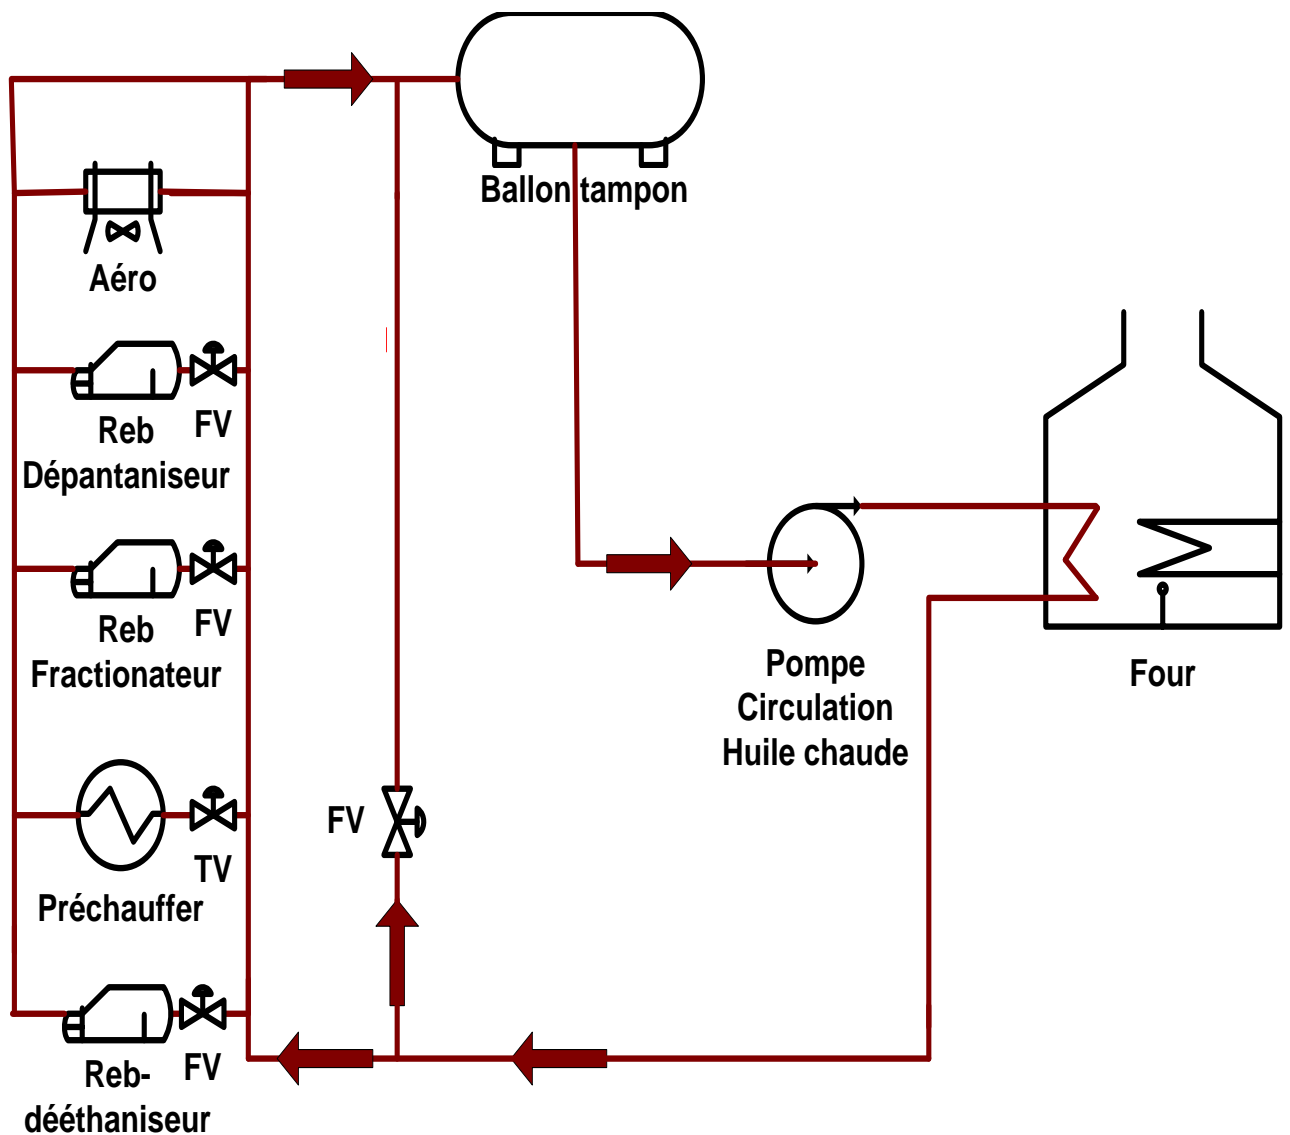 Ballon tampon
Aéro
Reb
FV
Dépantaniseur
Reb
FV
Fractionateur
Pompe
Circulation
Huile chaude
Four
FV
TV
Préchauffer
Reb-
FV
dééthaniseur